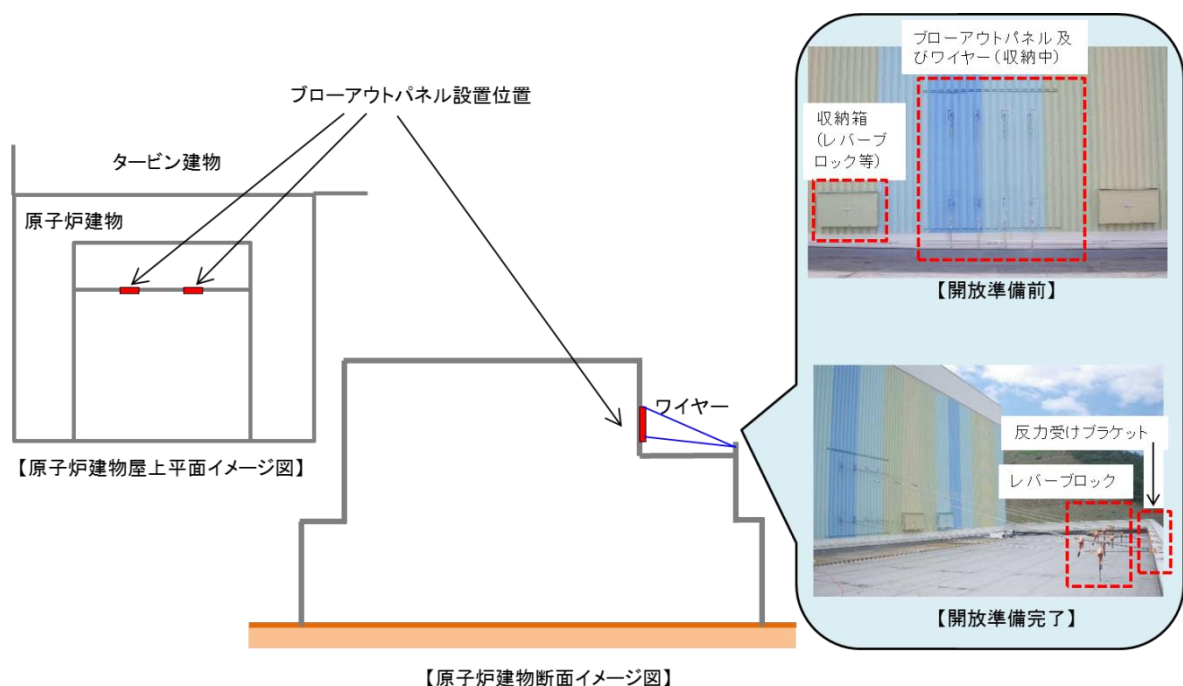 ブローアウトパネル設置位置
タービン建物
原子炉建物
【原子炉建物屋上平面イメージ図】
ワイヤー
【原子炉建物断面イメージ図】
ブローアウトパネル及
びワイヤー(収納中)
収納箱
(レバーブ
ロック等)
【開放準備前】
反力受けブラケット
レバーブロック
【開放準備完了】